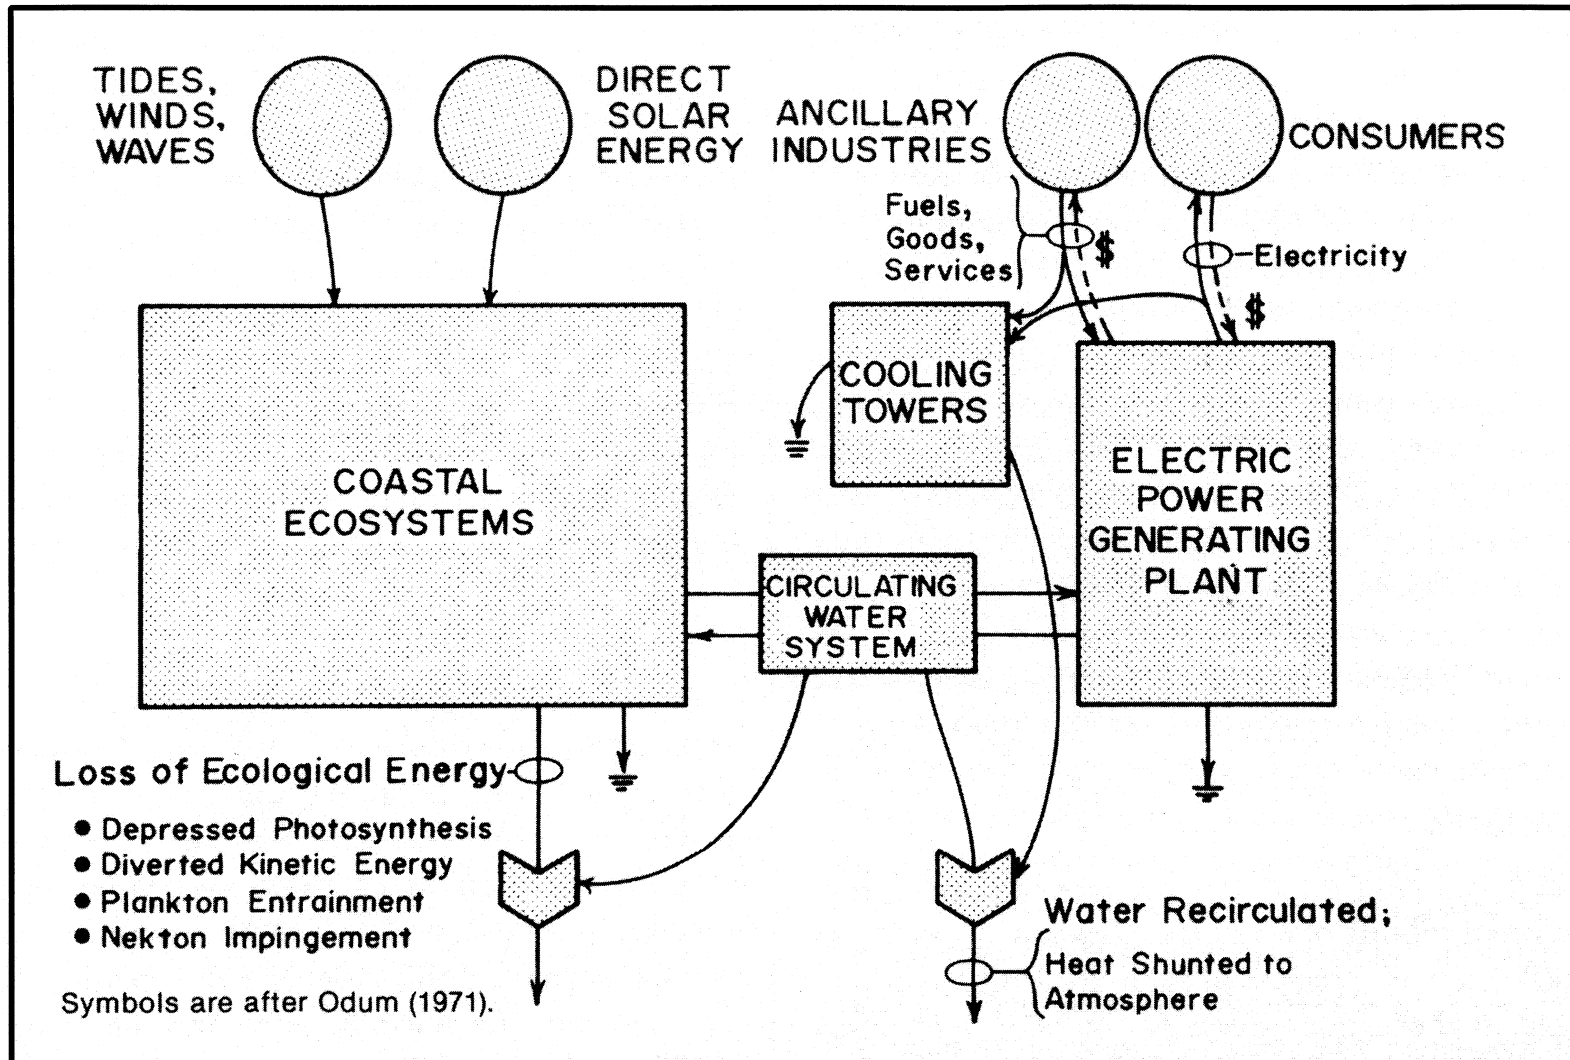 TIDES,
WINDS,
WAVES
DIRECT
SOLAR
ENERGY
ANCILLARY
INDUSTRIES
CONSUMERS
Fuels,
Goods,
Services
$
Electricity
$
COOLING
TOWERS
COASTAL
ECOSYSTEMS
ELECTRIC
POWER
GENERATING
PLANT
CIRCULATING
WATER
SYSTEM
Loss of Ecological Energy
● Depressed Photosynthesis
● Diverted Kinetic Energy
● Plankton Entrainment
● Nekton Impingement
Water Recirculated;
Heat Shunted to
Atmosphere
Symbols are after Odum (1971).